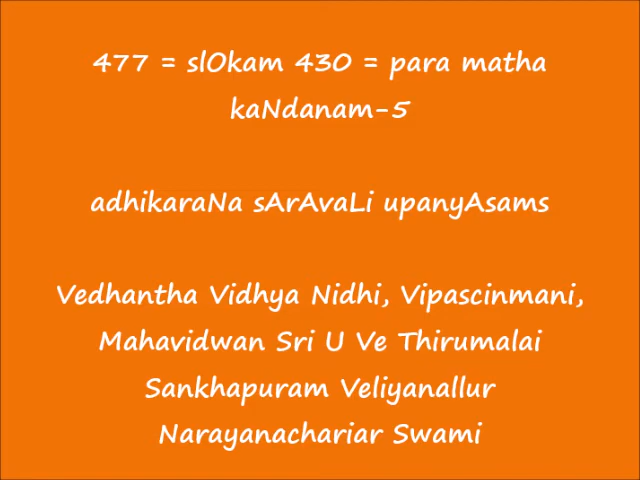 477 = slOkam 430 = para matha
kaNdanam-5
adhikaraNa sArAvaLi upanyAsams
Vedhantha Vidhya Nidhi, Vipascinmani,
Mahavidwan Sri U Ve Thirumalai
Sankhapuram Veliyanallur
Narayanachariar Swami